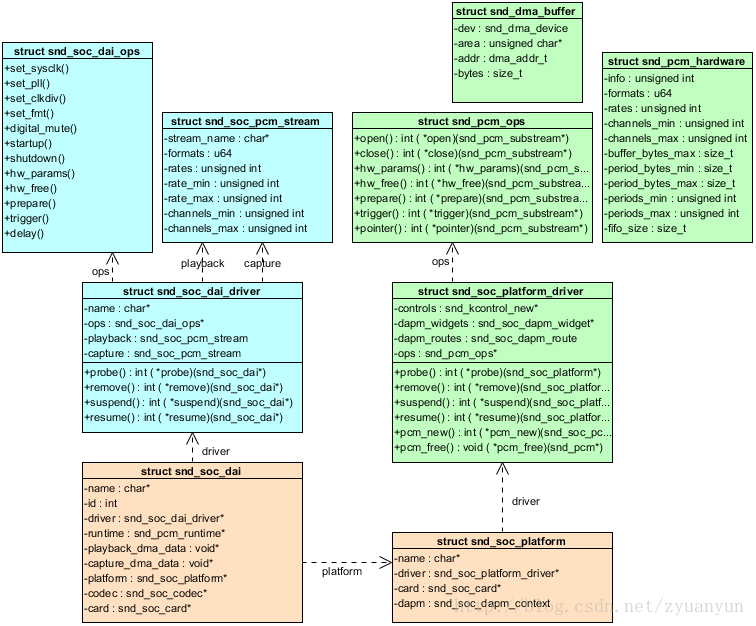 struct snd_soc_dai_ops
+set_sysclk()
+set_pll()
+set_clkdiv()
+set_fmt()
+digital_mute()
+startup()
+shutdown()
+hw_params()
+hw_free()
+prepare()
+trigger()
+delay()
struct snd_soc_pcm_stream
-stream_name : char*
-formats : u64
-rates : unsigned int
-rate_min : unsigned int
-rate_max : unsigned int
-channels_min : unsigned int
-channels_max : unsigned int
struct snd_dma_buffer
-dev : snd_dma_device
-area : unsigned char*
-addr : dma_addr_t
-bytes : size_t
struct snd_pcm_ops
+open() : int ( *open)(snd_pcm_substream*)
+close() : int ( *close)(snd_pcm_substream*)
+hw_params() : int ( *hw_params)(snd_pcm_s...
+hw_free() : int ( *hw_free)(snd_pcm_substrea...
+prepare() : int ( *prepare)(snd_pcm_substrea...
+trigger() : int ( *trigger)(snd_pcm_substream*)
+pointer() : int ( *pointer)(snd_pcm_substream*)
struct snd_pcm_hardware
-info : unsigned int
-formats : u64
-rates : unsigned int
-channels_min : unsigned int
-channels_max : unsigned int
-buffer_bytes_max : size_t
-period_bytes_min : size_t
-period_bytes_max : size_t
-periods_min : unsigned int
-periods_max : unsigned int
-fifo_size : size_t
ops
playback
capture
ops
struct snd_soc_dai_driver
-name : char*
-ops : snd_soc_dai_ops*
-playback : snd_soc_pcm_stream
-capture : snd_soc_pcm_stream
+probe() : int ( *probe)(snd_soc_dai*)
+remove() : int ( *remove)(snd_soc_dai*)
+suspend() : int ( *suspend)(snd_soc_dai*)
+resume() : int ( *resume)(snd_soc_dai*)
struct snd_soc_platform_driver
-controls : snd_kcontrol_new*
-dapm_widgets : snd_soc_dapm_widget*
-dapm_routes : snd_soc_dapm_route
-ops : snd_pcm_ops*
+probe() : int ( *probe)(snd_soc_platform*)
+remove() : int ( *remove)(snd_soc_platfor...
+suspend() : int ( *suspend)(snd_soc_platf...
+resume() : int ( *resume)(snd_soc_platfor...
+pcm_new() : int ( *pcm_new)(snd_soc_pc...
+pcm_free() : void ( *pcm_free)(snd_pcm*)
driver
driver
struct snd_soc_dai
-name : char*
-id : int
-driver : snd_soc_dai_driver*
-runtime : snd_pcm_runtime*
-playback_dma_data : void*
-capture_dma_data : void*
-platform : snd_soc_platform*
-codec : snd_soc_codec*
-card : snd_soc_card*
platform
struct snd_soc_platform
-name : char*
-driver : snd_soc_platform_driver*
-card : snd_soc_card*
-dapm : snd_soc_dapm_context
http://blog.csdn.net/zyuanyun